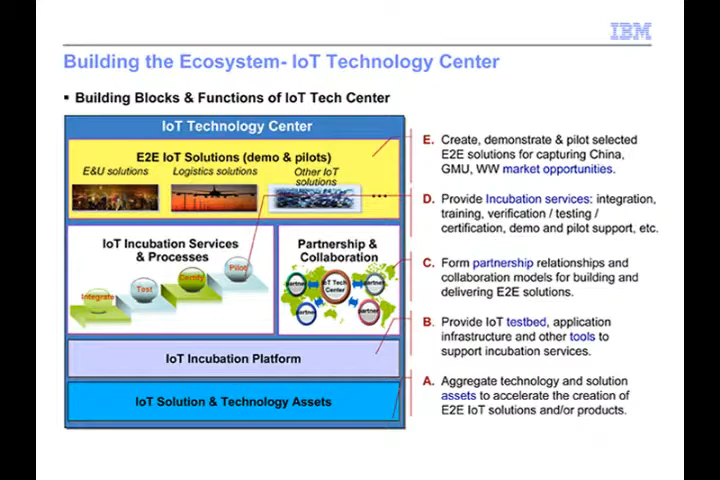 IBM
Building the Ecosystem- IoT Technology Center
▪ Building Blocks & Functions of IoT Tech Center
IoT Technology Center
E2E IoT Solutions (demo & pilots)
E&U solutions
Logistics solutions
Other IoT
solutions
IoT Incubation Services
& Processes
Integrate
Test
Certify
Pilot
Partnership &
Collaboration
partner
IoT Tech
Center
partner
partner
partner
IoT Incubation Platform
IoT Solution & Technology Assets
E. Create, demonstrate & pilot selected
E2E solutions for capturing China,
GMU, WW market opportunities.
D. Provide Incubation services: integration,
training, verification / testing /
certification, demo and pilot support, etc.
C. Form partnership relationships and
collaboration models for building and
delivering E2E solutions.
B. Provide IoT testbed, application
infrastructure and other tools to
support incubation services.
A. Aggregate technology and solution
assets to accelerate the creation of
E2E IoT solutions and/or products.